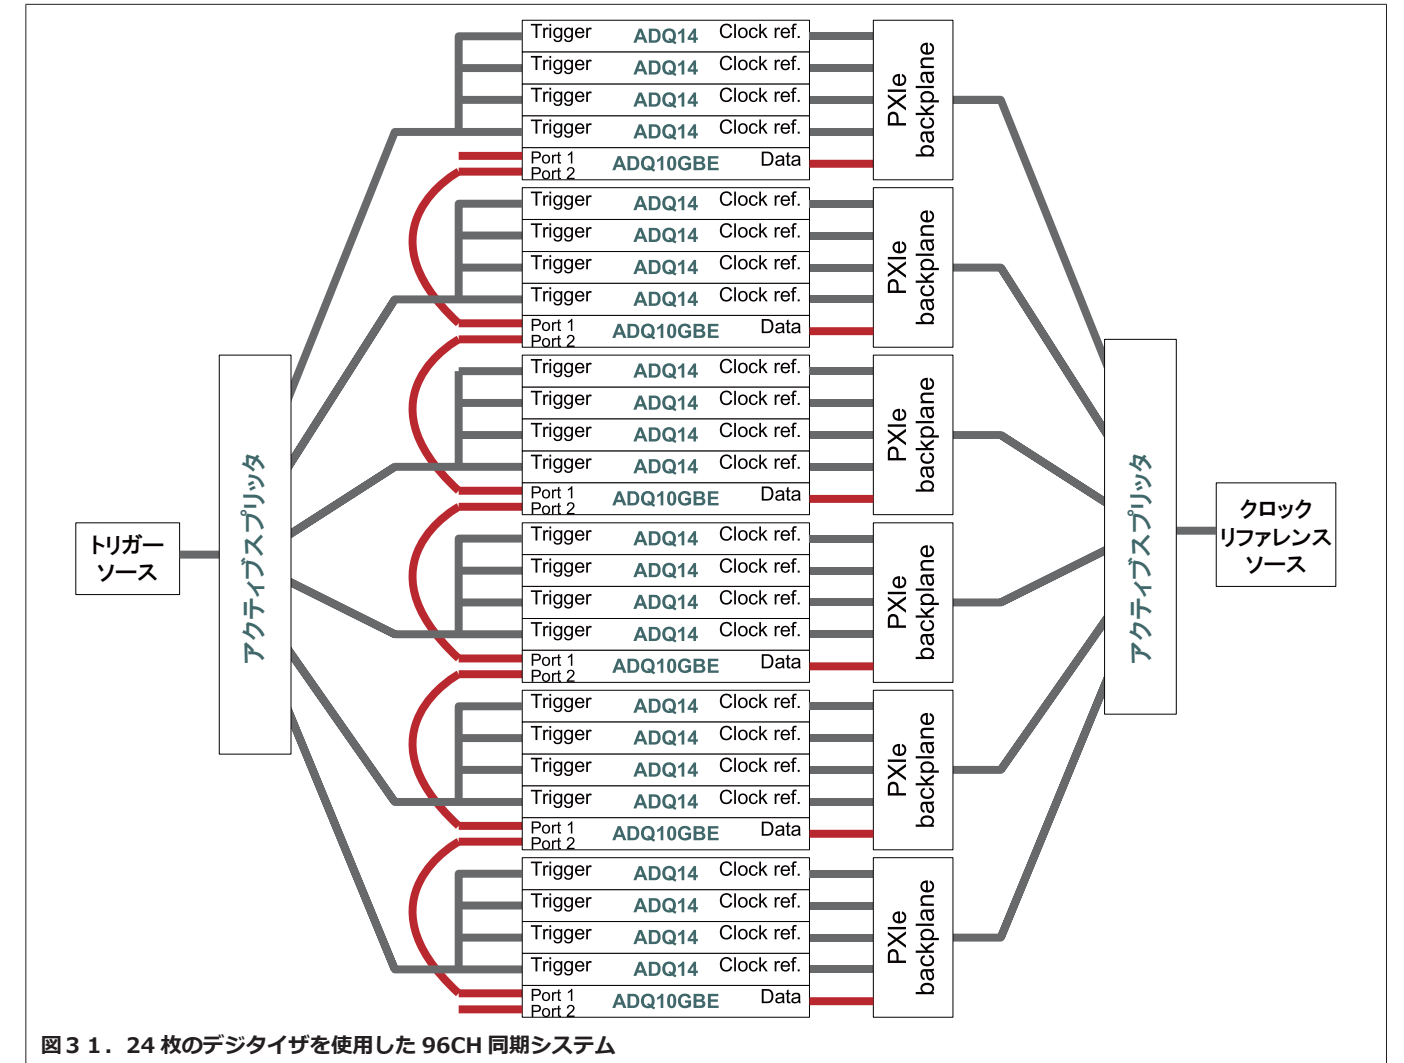 Trigger ADQ14 Clock ref.
Trigger ADQ14 Clock ref.
Trigger ADQ14 Clock ref.
Trigger ADQ14 Clock ref.
Port 1
Port 2
ADQ10GBE Data
PXIe
backplane
Trigger ADQ14 Clock ref.
Trigger ADQ14 Clock ref.
Trigger ADQ14 Clock ref.
Trigger ADQ14 Clock ref.
Port 1
Port 2
ADQ10GBE Data
PXIe
backplane
Trigger ADQ14 Clock ref.
Trigger ADQ14 Clock ref.
Trigger ADQ14 Clock ref.
Trigger ADQ14 Clock ref.
Port 1
Port 2
ADQ10GBE Data
PXIe
backplane
Trigger ADQ14 Clock ref.
Trigger ADQ14 Clock ref.
Trigger ADQ14 Clock ref.
Trigger ADQ14 Clock ref.
Port 1
Port 2
ADQ10GBE Data
PXIe
backplane
Trigger ADQ14 Clock ref.
Trigger ADQ14 Clock ref.
Trigger ADQ14 Clock ref.
Trigger ADQ14 Clock ref.
Port 1
Port 2
ADQ10GBE Data
PXIe
backplane
Trigger ADQ14 Clock ref.
Trigger ADQ14 Clock ref.
Trigger ADQ14 Clock ref.
Trigger ADQ14 Clock ref.
Port 1
Port 2
ADQ10GBE Data
PXIe
backplane
トリガー
ソース
アクティブスプリッタ
アクティブスプリッタ
クロック
リファレンス
ソース
図31. 24 枚のデジタイザを使用した 96CH 同期システム